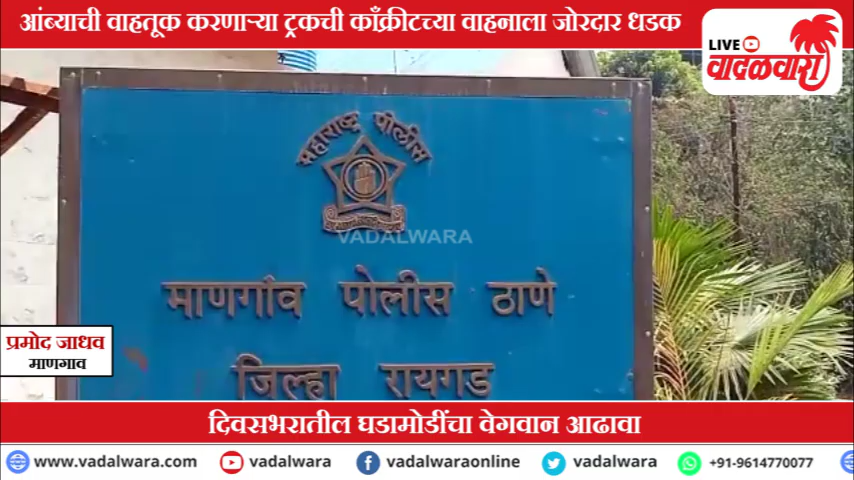 आंब्याची वाहतूक करणाऱ्या ट्रकची काँक्रीटच्या वाहनाला जोरदार धडक
LIVE
वादळवारा
महाराष्ट्र पोलीस
VADALWARA
माणगांव पोलीस ठाणे
जिल्हा रायगड
प्रमोद जाधव
माणगाव
दिवसभरातील घडामोडींचा वेगवान आढावा
www.vadalwara.com vadalwara vadalwaraonline vadalwara +91-9614770077